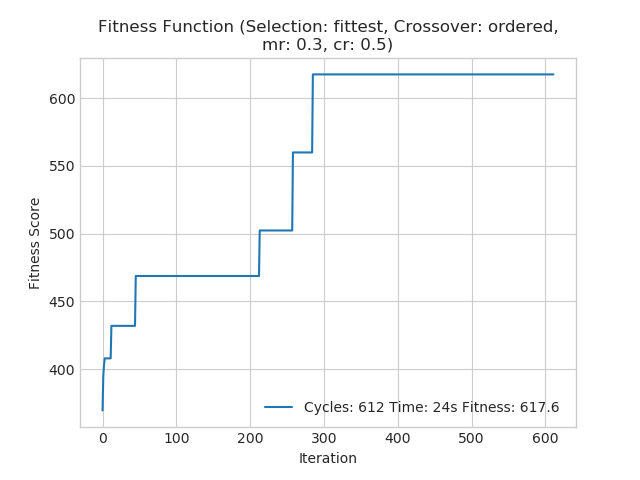 Fitness Function (Selection: fittest, Crossover: ordered,
mr: 0.3, cr: 0.5)
Fitness Score
600
550
500
450
400
Cycles: 612 Time: 24s Fitness: 617.6
0 100 200 300 400 500 600
Iteration